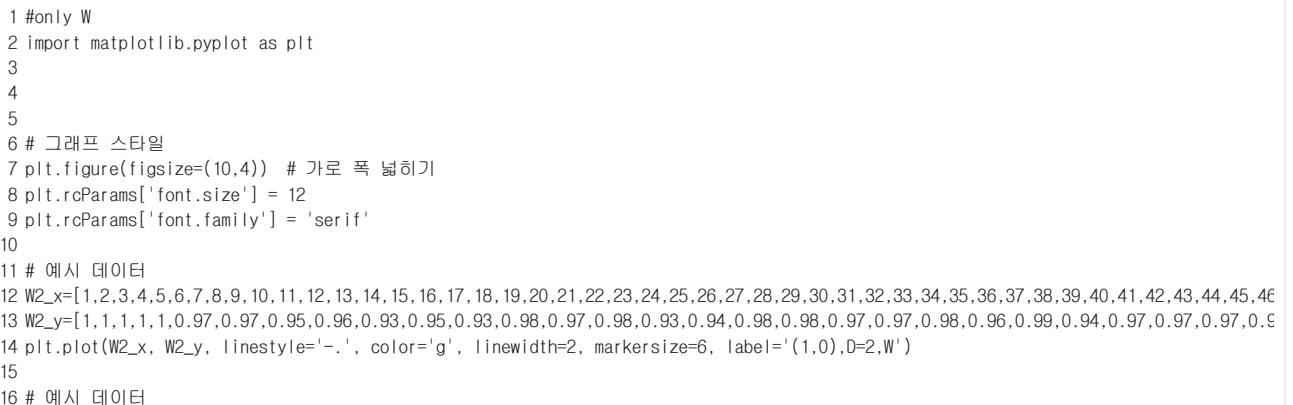 1 #only W
2 import matplotlib.pyplot as plt
3
4
5
6 # 그래프 스타일
7 plt.figure(figsize=(10,4))  # 가로 폭 넓히기
8 plt.rcParams['font.size'] = 12
9 plt.rcParams['font.family'] = 'serif'
10
11 # 예시 데이터
12 W2_x=[1,2,3,4,5,6,7,8,9,10,11,12,13,14,15,16,17,18,19,20,21,22,23,24,25,26,27,28,29,30,31,32,33,34,35,36,37,38,39,40,41,42,43,44,45,46
13 W2_y=[1,1,1,1,1,0.97,0.97,0.95,0.96,0.93,0.95,0.93,0.98,0.97,0.98,0.93,0.94,0.98,0.98,0.97,0.97,0.98,0.96,0.99,0.94,0.97,0.97,0.97,0.9
14 plt.plot(W2_x, W2_y, linestyle='-.', color='g', linewidth=2, markersize=6, label='(1,0),D=2,W')
15
16 # 예시 데이터